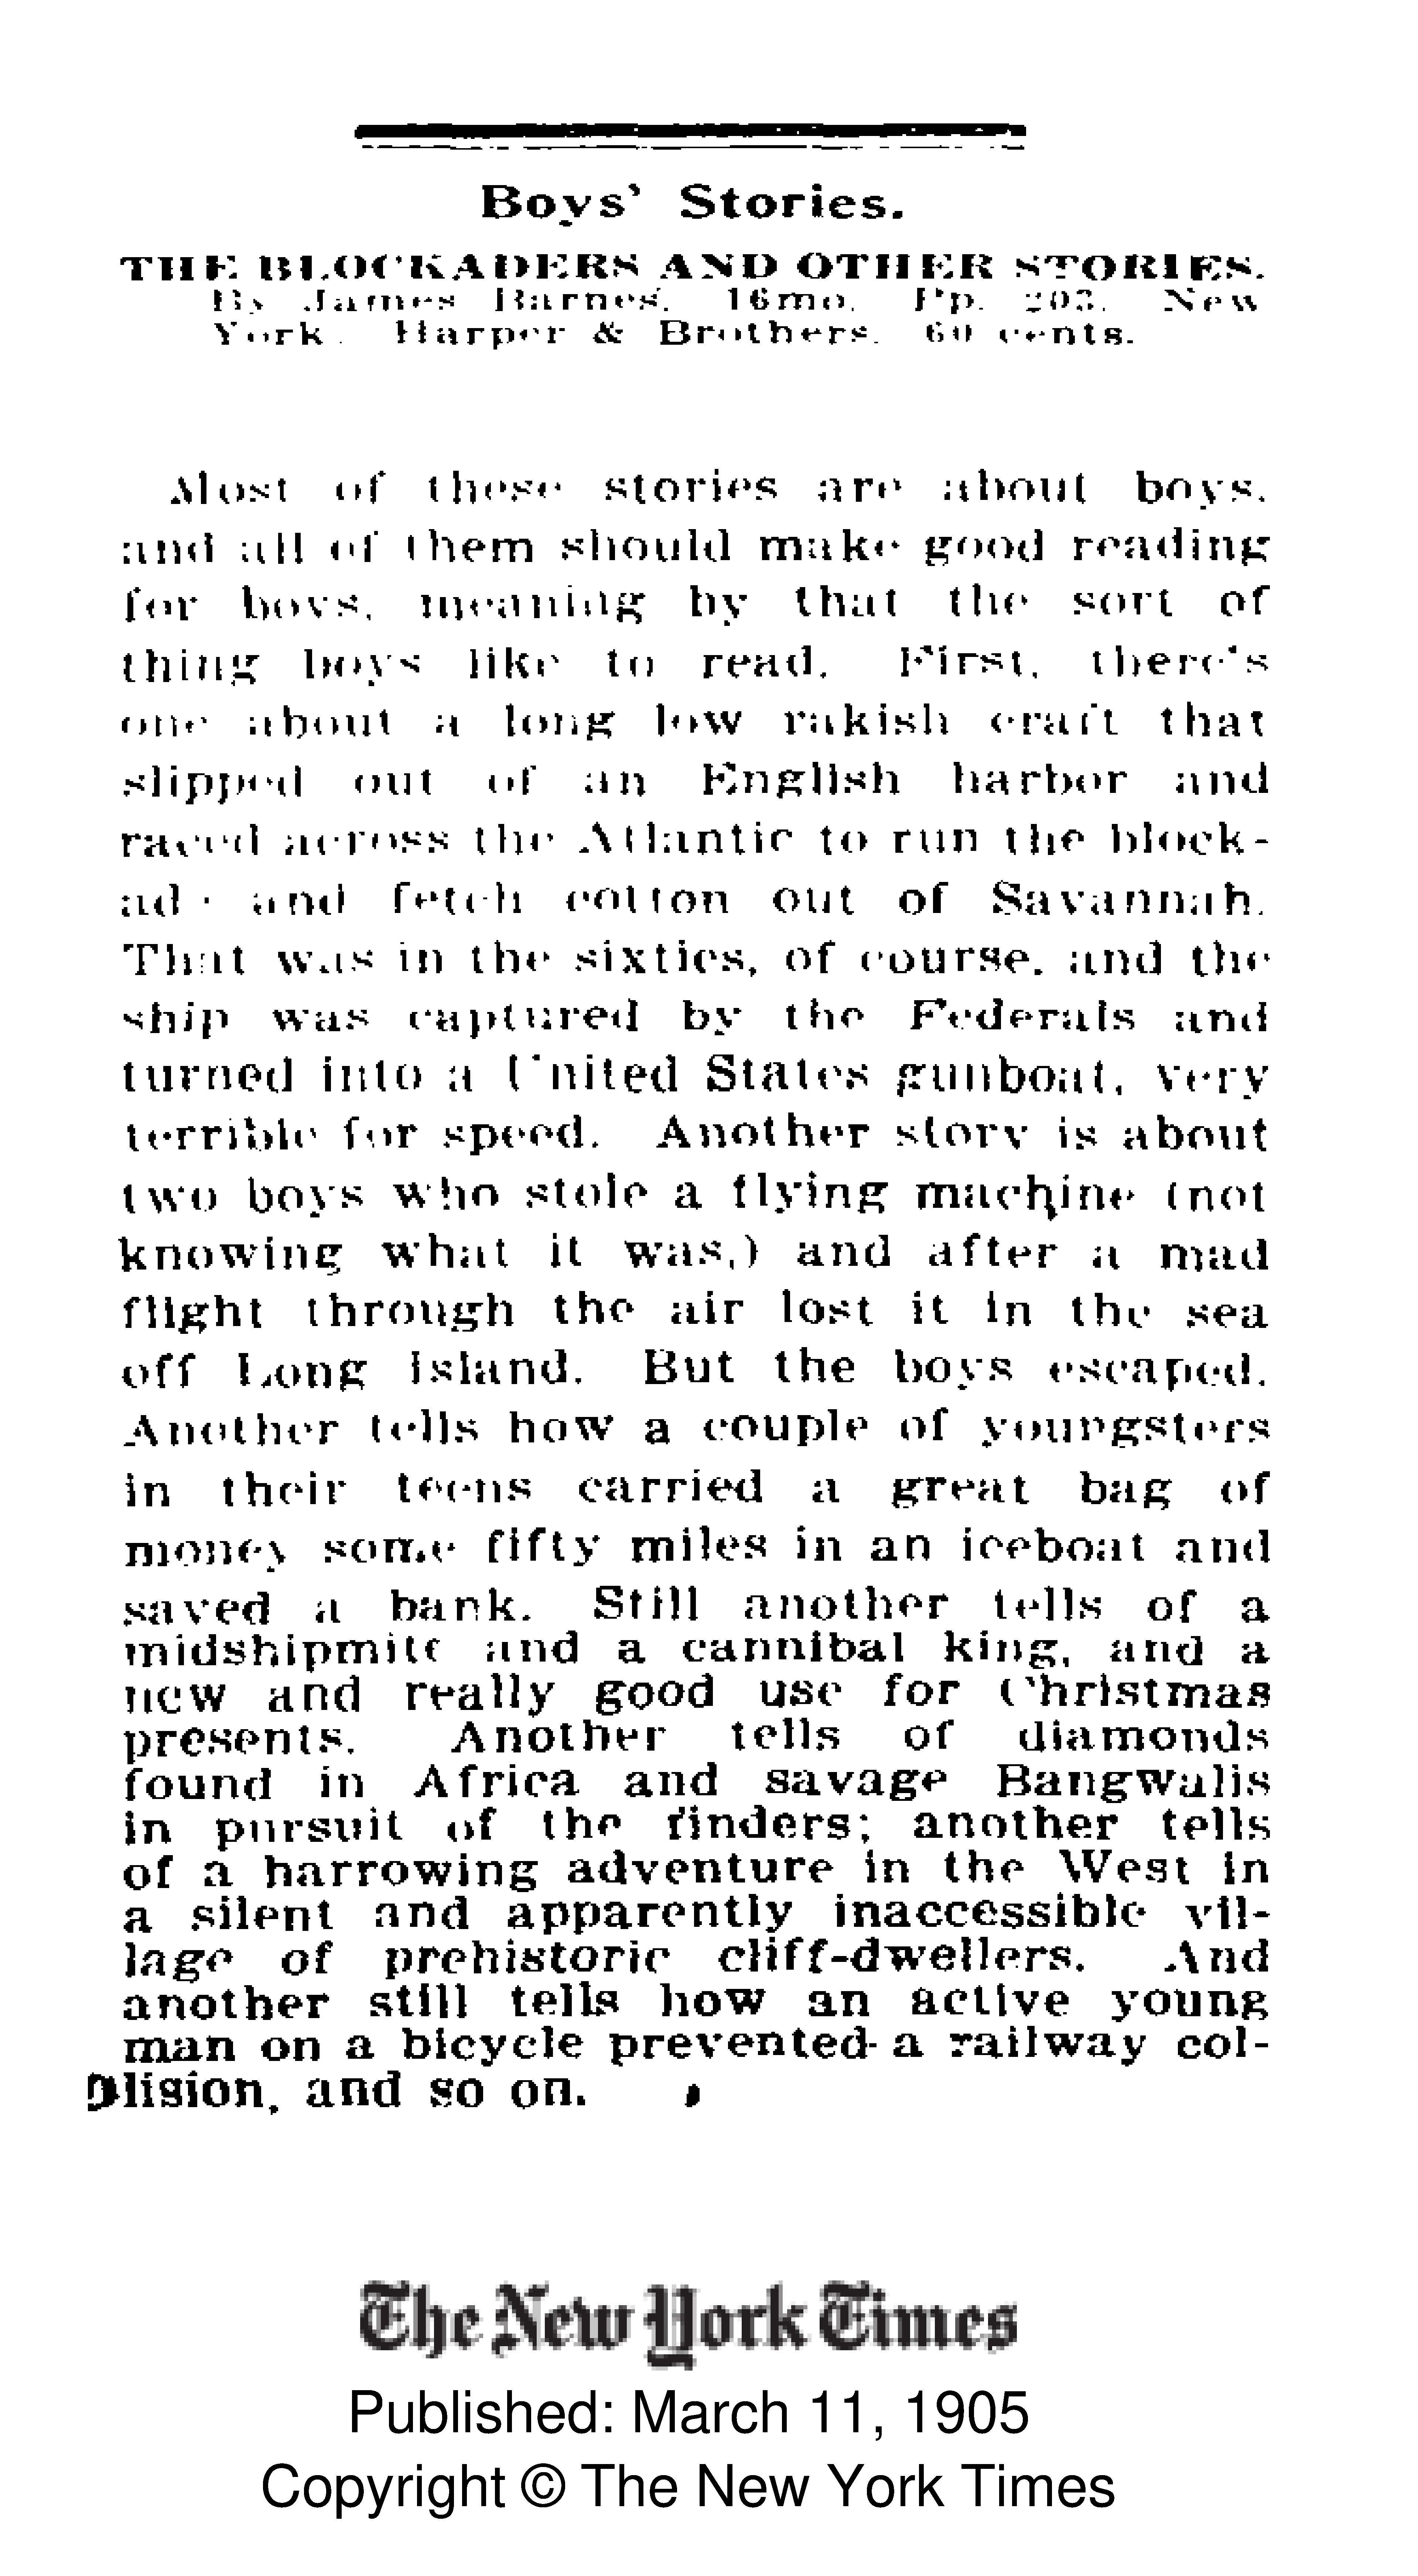 Boys' Stories.
THE BLOCKADERS AND OTHER STORIES.
By James Barnes. 16mo. Pp. 203. New
York. Harper & Brothers. 60 cents.
Most of these stories are about boys,
and all of them should make good reading
for boys, meaning by that the sort of
thing boys like to read. First, there's
one about a long low rakish craft that
slipped out of an English harbor and
raced across the Atlantic to run the block-
ade and fetch cotton out of Savannah.
That was in the sixties, of course, and the
ship was captured by the Federals and
turned into a United States gunboat, very
terrible for speed. Another story is about
two boys who stole a flying machine (not
knowing what it was,) and after a mad
flight through the air lost it in the sea
off Long Island. But the boys escaped.
Another tells how a couple of youngsters
in their teens carried a great bag of
money some fifty miles in an iceboat and
saved a bank. Still another tells of a
midshipmite and a cannibal king, and a
new and really good use for Christmas
presents. Another tells of diamonds
found in Africa and savage Bangwalis
in pursuit of the finders; another tells
of a harrowing adventure in the West in
a silent and apparently inaccessible vil-
lage of prehistoric cliff-dwellers. And
another still tells how an active young
man on a bicycle prevented a railway col-
lision, and so on.
The New York Times
Published: March 11, 1905
Copyright © The New York Times